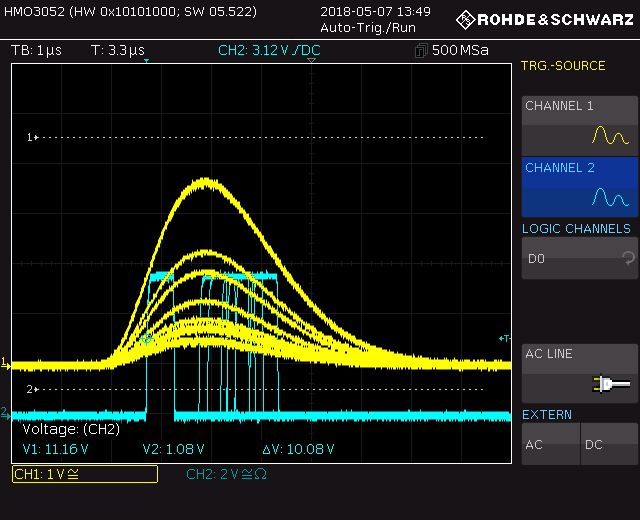 HMO3052 (HW 0x10101000; SW 05.522)
2018-05-07 13:49
Auto-Trig./Run
ROHDE&SCHWARZ
TB: 1µs T: 3.3µs CH2: 3.12 V / DC 500 MSa
TRG.-SOURCE
CHANNEL 1
CHANNEL 2
LOGIC CHANNELS
D0
AC LINE
EXTERN
AC DC
1
1
2
2
T
Voltage: (CH2)
V1: 11.16 V V2: 1.08 V ΔV: 10.08 V
CH1: 1 V≅ CH2: 2 V≅Ω